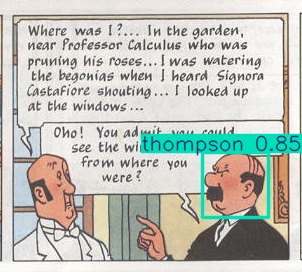 Where was I?... In the garden,
near Professor Calculus who was
pruning his roses... I was watering
the begonias when I heard Signora
Castafiore shouting... I looked up
at the windows...
Oho! You admit you could
see the
from where you
were?
thompson 0.85